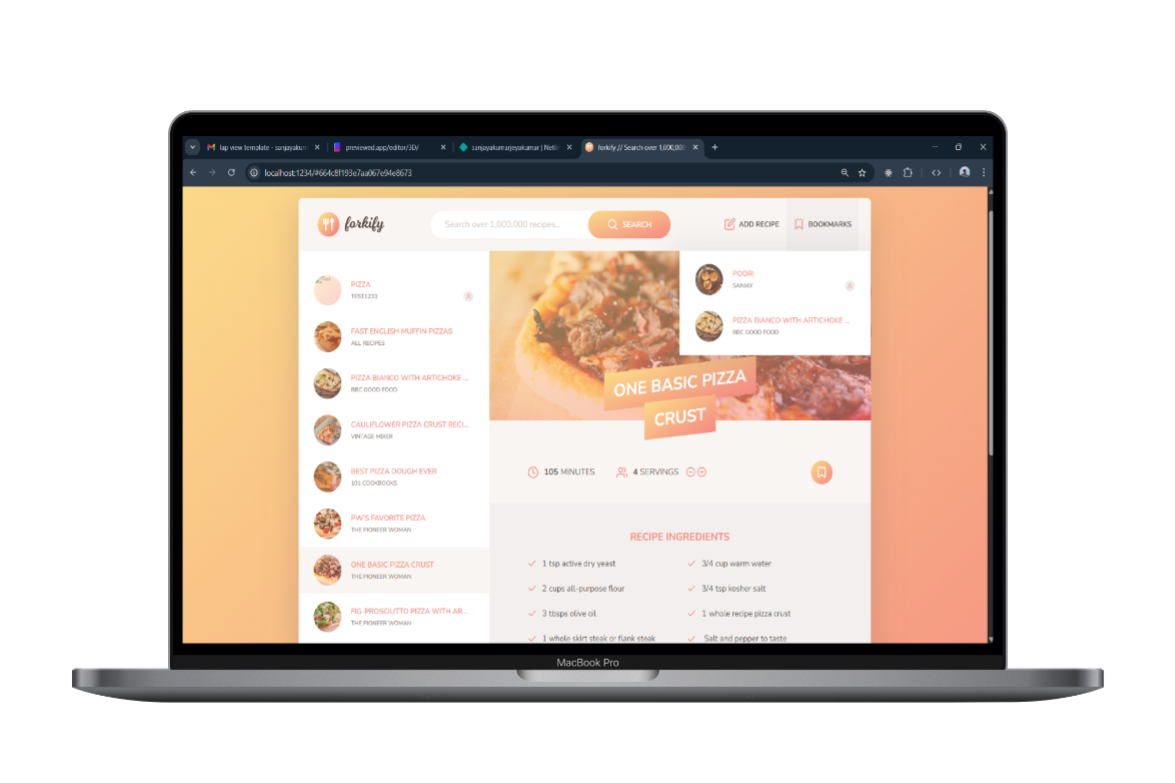 lap view template - sanjayakum
previewed.app/editor/3D/
sanjayakumarjeyakumar | Netlif
forkify // Search over 1,000,000
localhost:1234/#664c8f193e7aa067e94e8673
forkify
Search over 1,000,000 recipes...
SEARCH
ADD RECIPE
BOOKMARKS
PIZZA
TEST1233
FAST ENGLISH MUFFIN PIZZAS
ALL RECIPES
PIZZA BIANCO WITH ARTICHOKE ...
BBC GOOD FOOD
CAULIFLOWER PIZZA CRUST RECI...
VINTAGE MIXER
BEST PIZZA DOUGH EVER
101 COOKBOOKS
PW'S FAVORITE PIZZA
THE PIONEER WOMAN
ONE BASIC PIZZA CRUST
THE PIONEER WOMAN
FIG-PROSCIUTTO PIZZA WITH AR...
THE PIONEER WOMAN
POORI
SANJAY
PIZZA BIANCO WITH ARTICHOKE ...
BBC GOOD FOOD
ONE BASIC PIZZA
CRUST
105 MINUTES
4 SERVINGS
RECIPE INGREDIENTS
1 tsp active dry yeast
3/4 cup warm water
2 cups all-purpose flour
3/4 tsp kosher salt
3 tbsps olive oil
1 whole recipe pizza crust
1 whole skirt steak or flank steak
Salt and pepper to taste
MacBook Pro